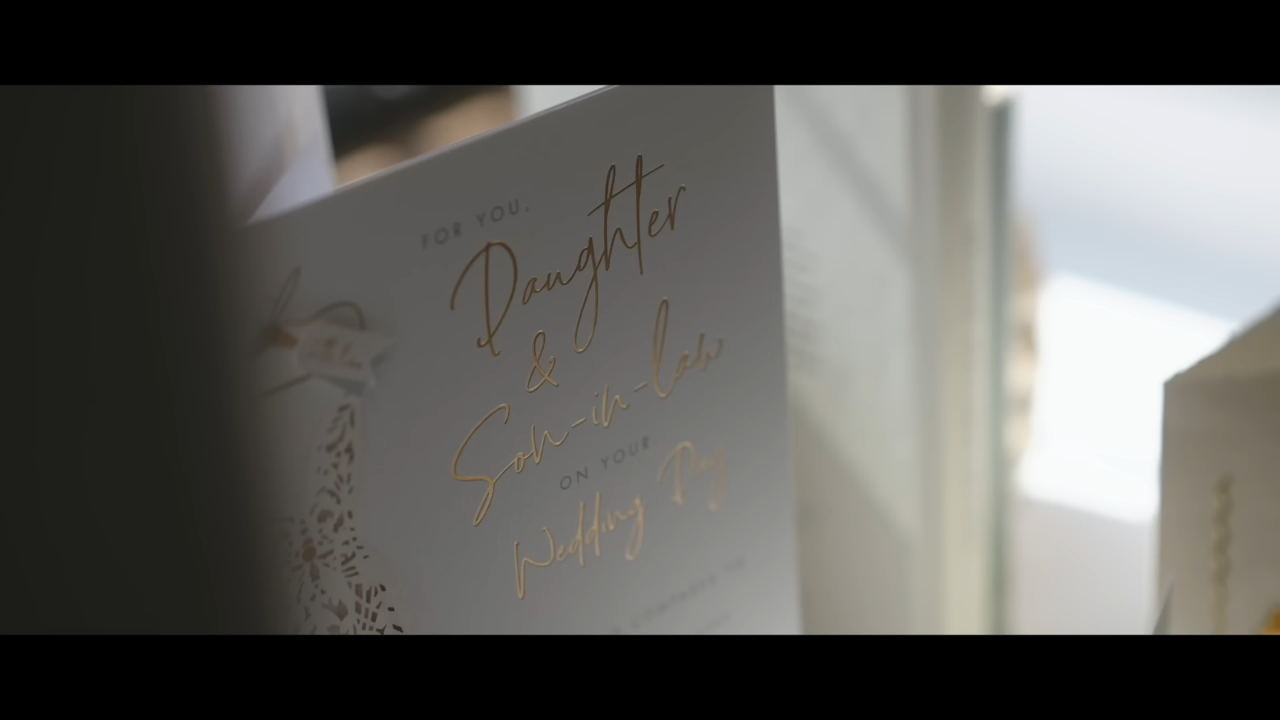 FOR YOU,
Daughter
&
Son-in-law
ON YOUR
Wedding Day